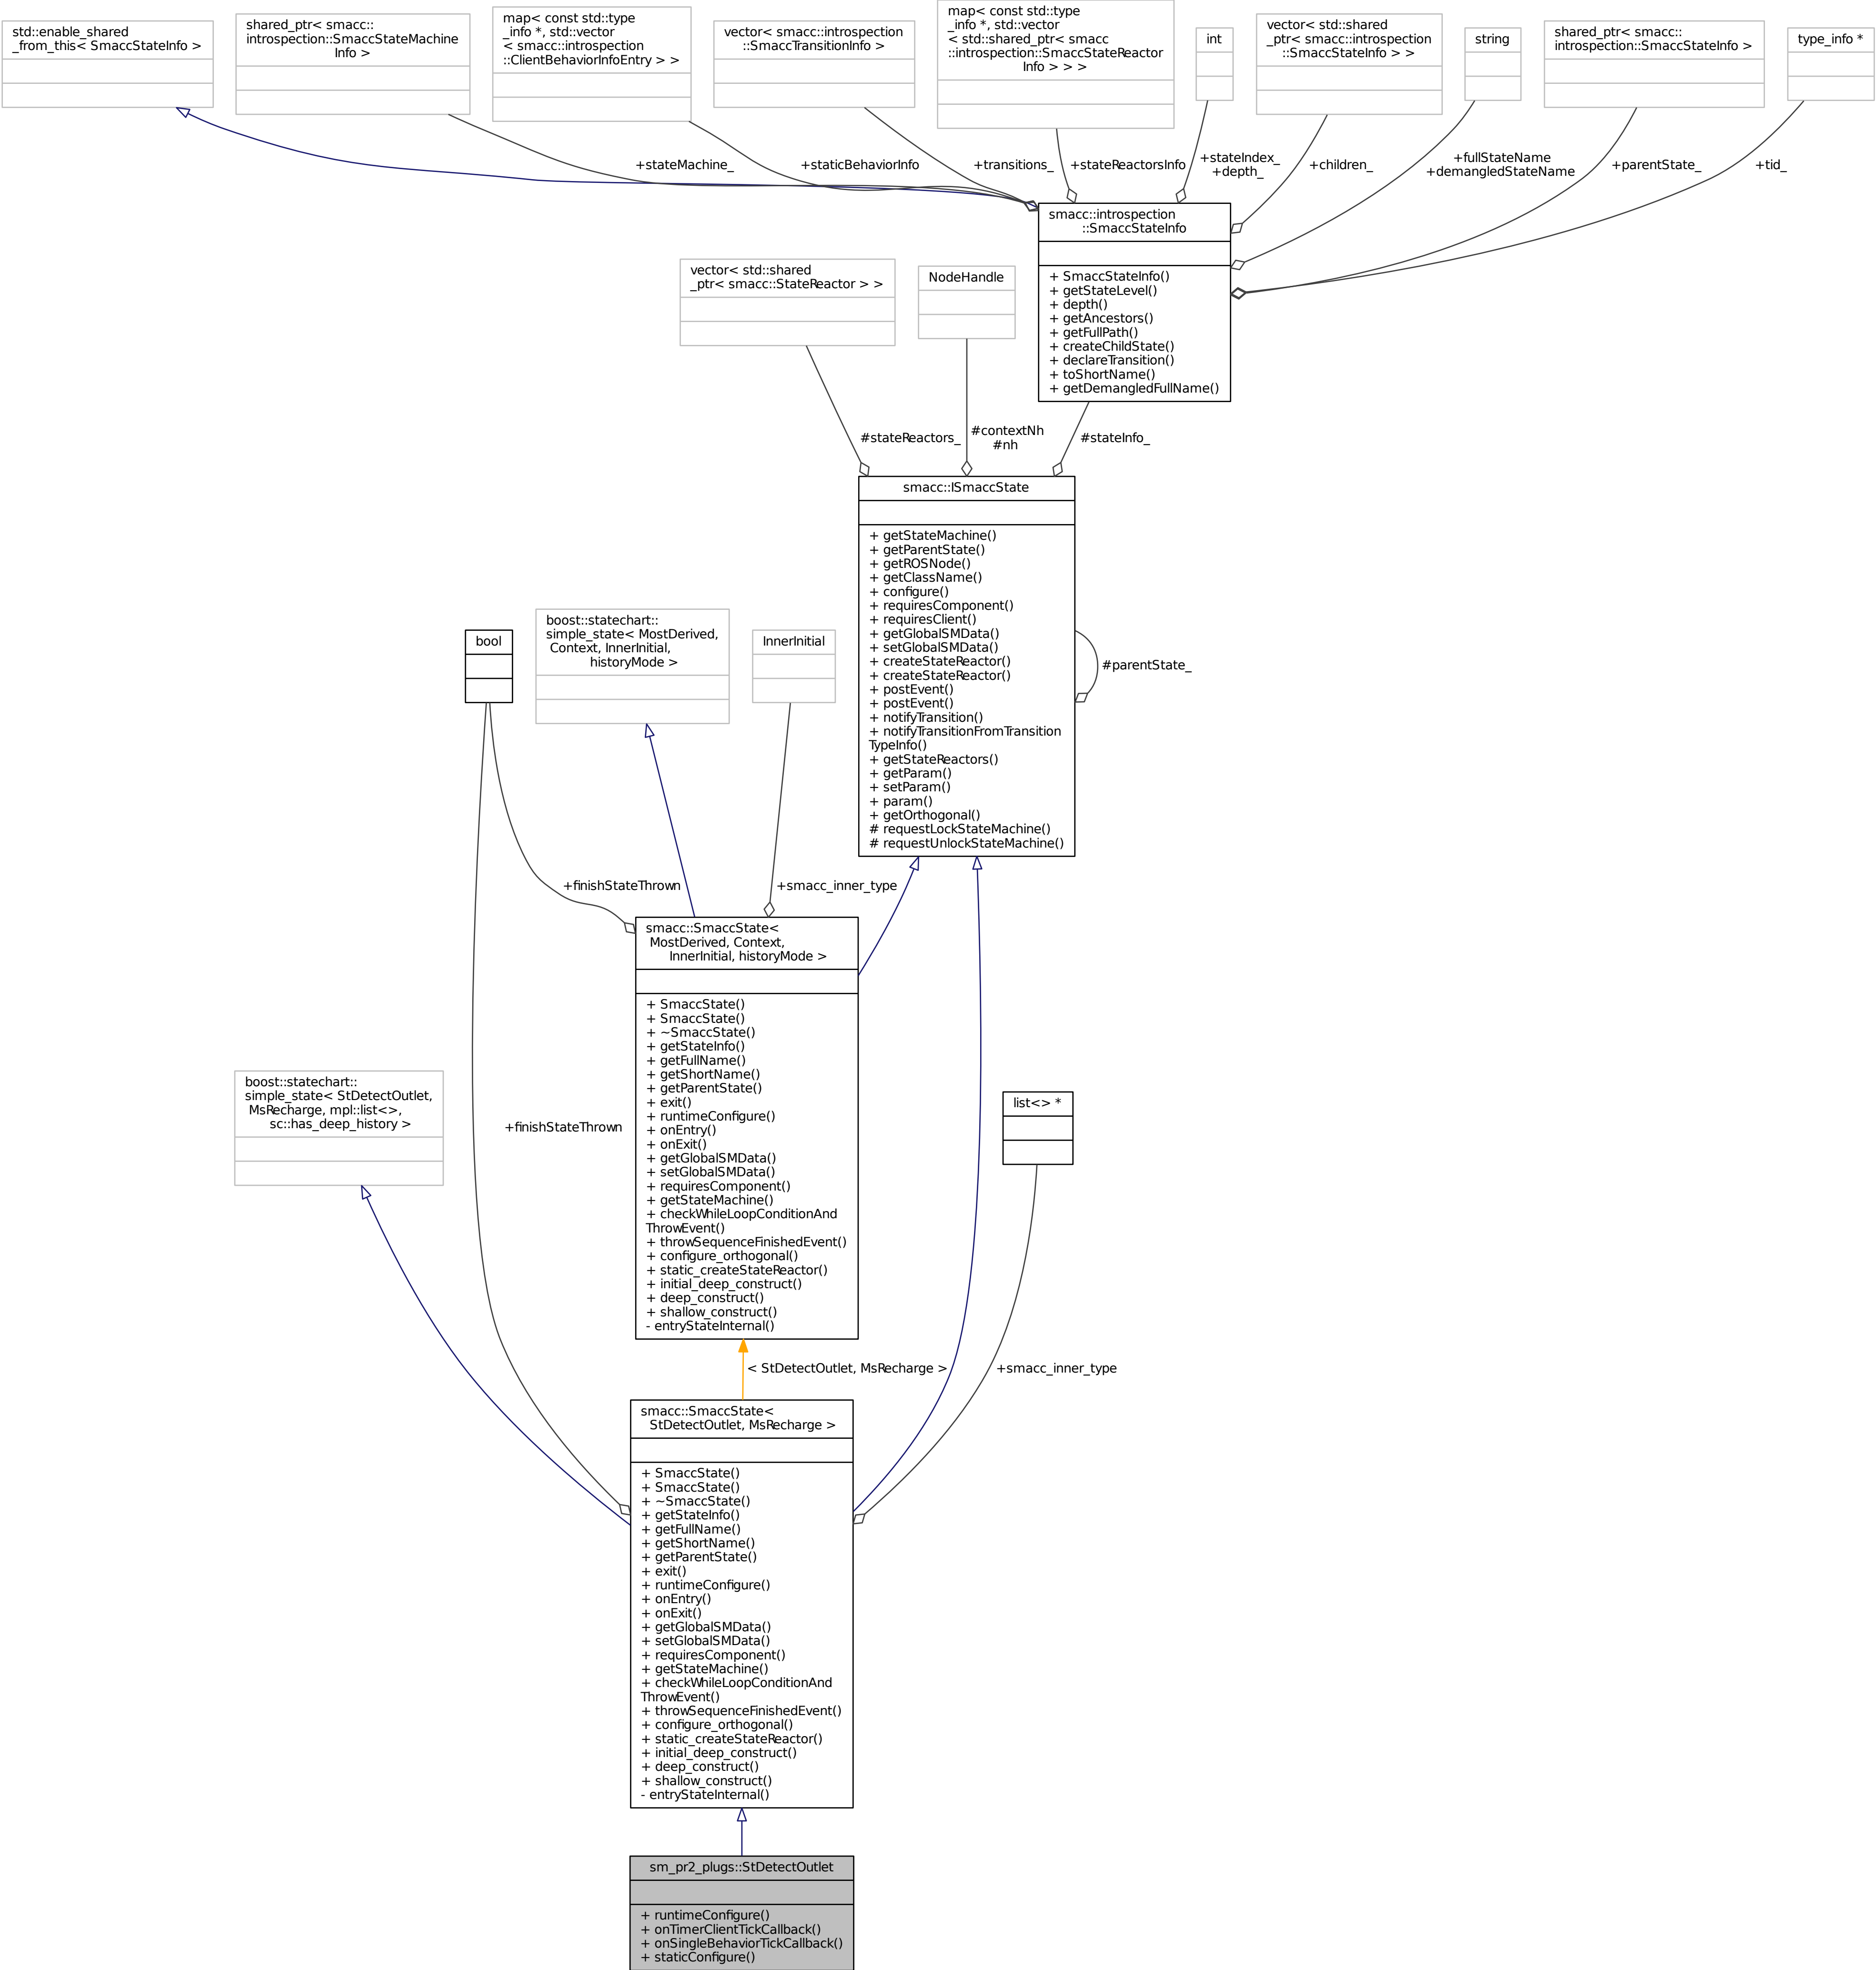 std::enable_shared
_from_this< SmaccStateInfo >
shared_ptr< smacc::
introspection::SmaccStateMachine
Info >
map< const std::type
_info *, std::vector
< smacc::introspection
::ClientBehaviorInfoEntry > >
vector< smacc::introspection
::SmaccTransitionInfo >
map< const std::type
_info *, std::vector
< std::shared_ptr< smacc
::introspection::SmaccStateReactor
Info > > >
int
vector< std::shared
_ptr< smacc::introspection
::SmaccStateInfo > >
string
shared_ptr< smacc::
introspection::SmaccStateInfo >
type_info *
+stateMachine_
+staticBehaviorInfo
+transitions_
+stateReactorsInfo
+stateIndex_
+depth_
+children_
+fullStateName
+demangledStateName
+parentState_
+tid_
smacc::introspection
::SmaccStateInfo
+ SmaccStateInfo()
+ getStateLevel()
+ depth()
+ getAncestors()
+ getFullPath()
+ createChildState()
+ declareTransition()
+ toShortName()
+ getDemangledFullName()
vector< std::shared
_ptr< smacc::StateReactor > >
NodeHandle
#stateReactors_
#contextNh
#nh
#stateInfo_
smacc::ISmaccState
+ getStateMachine()
+ getParentState()
+ getROSNode()
+ getClassName()
+ configure()
+ requiresComponent()
+ requiresClient()
+ getGlobalSMData()
+ setGlobalSMData()
+ createStateReactor()
+ createStateReactor()
+ postEvent()
+ postEvent()
+ notifyTransition()
+ notifyTransitionFromTransition
TypeInfo()
+ getStateReactors()
+ getParam()
+ setParam()
+ param()
+ getOrthogonal()
# requestLockStateMachine()
# requestUnlockStateMachine()
#parentState_
bool
boost::statechart::
simple_state< MostDerived,
Context, InnerInitial,
historyMode >
InnerInitial
+finishStateThrown
+smacc_inner_type
smacc::SmaccState<
MostDerived, Context,
InnerInitial, historyMode >
+ SmaccState()
+ SmaccState()
+ ~SmaccState()
+ getStateInfo()
+ getFullName()
+ getShortName()
+ getParentState()
+ exit()
+ runtimeConfigure()
+ onEntry()
+ onExit()
+ getGlobalSMData()
+ setGlobalSMData()
+ requiresComponent()
+ getStateMachine()
+ checkWhileLoopConditionAnd
ThrowEvent()
+ throwSequenceFinishedEvent()
+ configure_orthogonal()
+ static_createStateReactor()
+ initial_deep_construct()
+ deep_construct()
+ shallow_construct()
- entryStateInternal()
boost::statechart::
simple_state< StDetectOutlet,
MsRecharge, mpl::list<>,
sc::has_deep_history >
+finishStateThrown
list<> *
< StDetectOutlet, MsRecharge >
+smacc_inner_type
smacc::SmaccState<
StDetectOutlet, MsRecharge >
+ SmaccState()
+ SmaccState()
+ ~SmaccState()
+ getStateInfo()
+ getFullName()
+ getShortName()
+ getParentState()
+ exit()
+ runtimeConfigure()
+ onEntry()
+ onExit()
+ getGlobalSMData()
+ setGlobalSMData()
+ requiresComponent()
+ getStateMachine()
+ checkWhileLoopConditionAnd
ThrowEvent()
+ throwSequenceFinishedEvent()
+ configure_orthogonal()
+ static_createStateReactor()
+ initial_deep_construct()
+ deep_construct()
+ shallow_construct()
- entryStateInternal()
sm_pr2_plugs::StDetectOutlet
+ runtimeConfigure()
+ onTimerClientTickCallback()
+ onSingleBehaviorTickCallback()
+ staticConfigure()